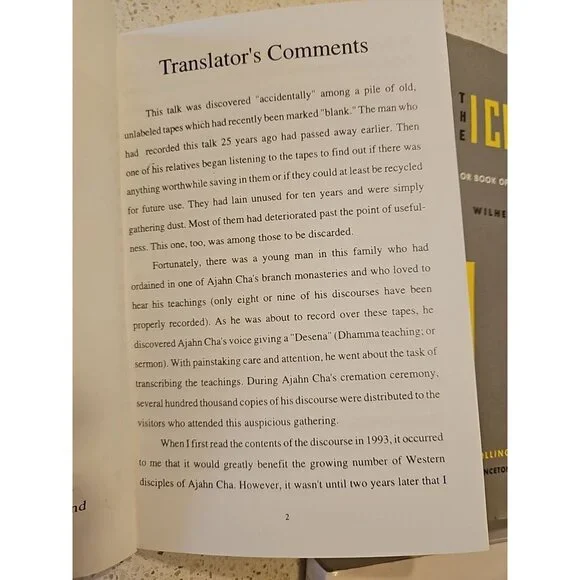 Translator's Comments
This talk was discovered "accidentally" among a pile of old,
unlabeled tapes which had recently been marked "blank." The man who
had recorded this talk 25 years ago had passed away earlier. Then
one of his relatives began listening to the tapes to find out if there was
anything worthwhile saving in them or if they could at least be recycled
for future use. They had lain unused for ten years and were simply
gathering dust. Most of them had deteriorated past the point of useful-
ness. This one, too, was among those to be discarded.
Fortunately, there was a young man in this family who had
ordained in one of Ajahn Cha's branch monasteries and who loved to
hear his teachings (only eight or nine of his discourses have been
properly recorded). As he was about to record over these tapes, he
discovered Ajahn Cha's voice giving a "Desena" (Dhamma teaching; or
sermon). With painstaking care and attention, he went about the task of
transcribing the teachings. During Ajahn Cha's cremation ceremony,
several hundred thousand copies of his discourse were distributed to the
visitors who attended this auspicious gathering.
When I first read the contents of the discourse in 1993, it occurred
to me that it would greatly benefit the growing number of Western
disciples of Ajahn Cha. However, it wasn't until two years later that I
2
nd
THE
IC
OR BOOK OF
WILHE
LLING
NCETON